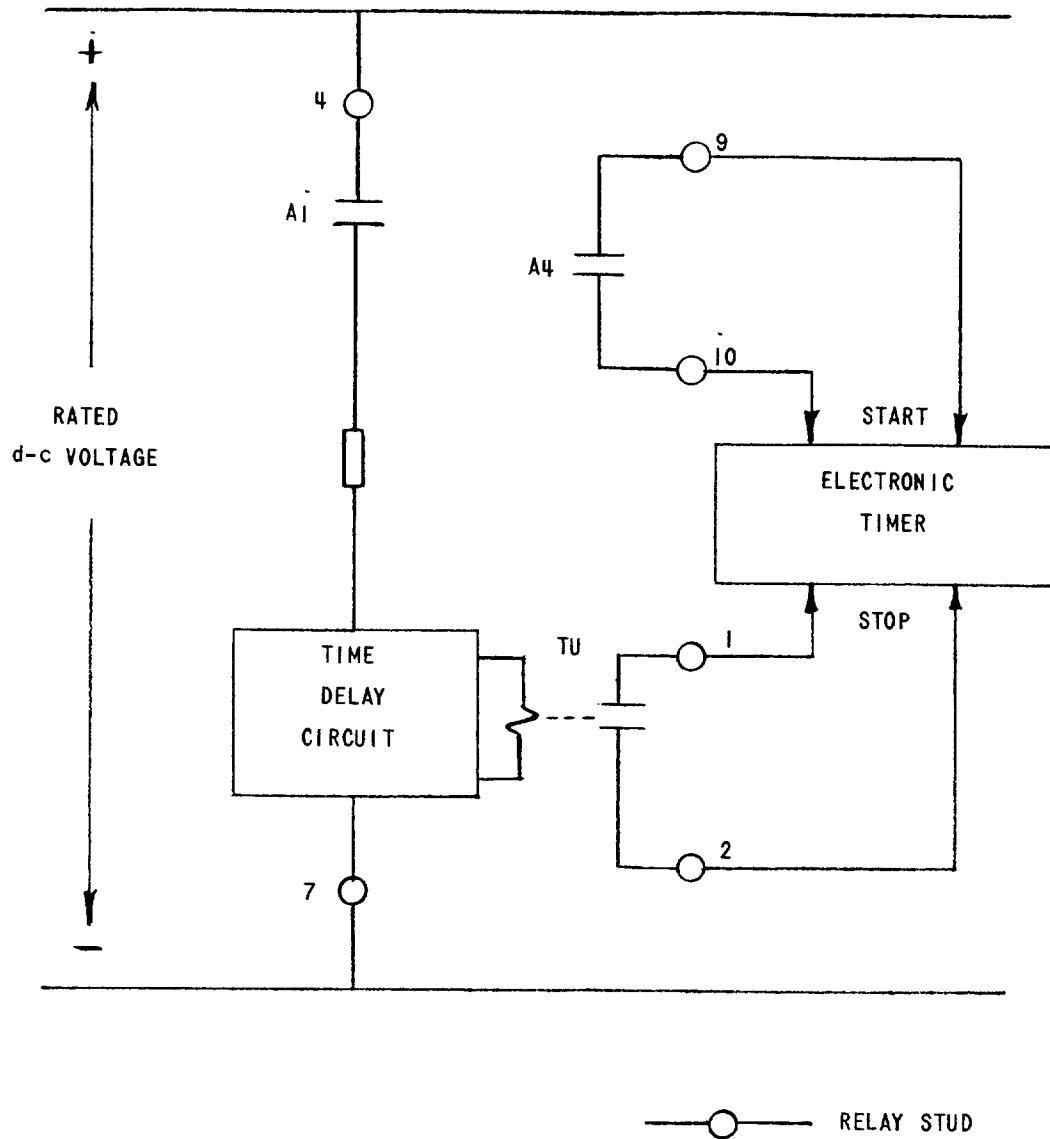 +
4
A1
9
A4
10
RATED
d-c VOLTAGE
START
ELECTRONIC
TIMER
STOP
TU
1
TIME
DELAY
CIRCUIT
2
7
—
RELAY STUD